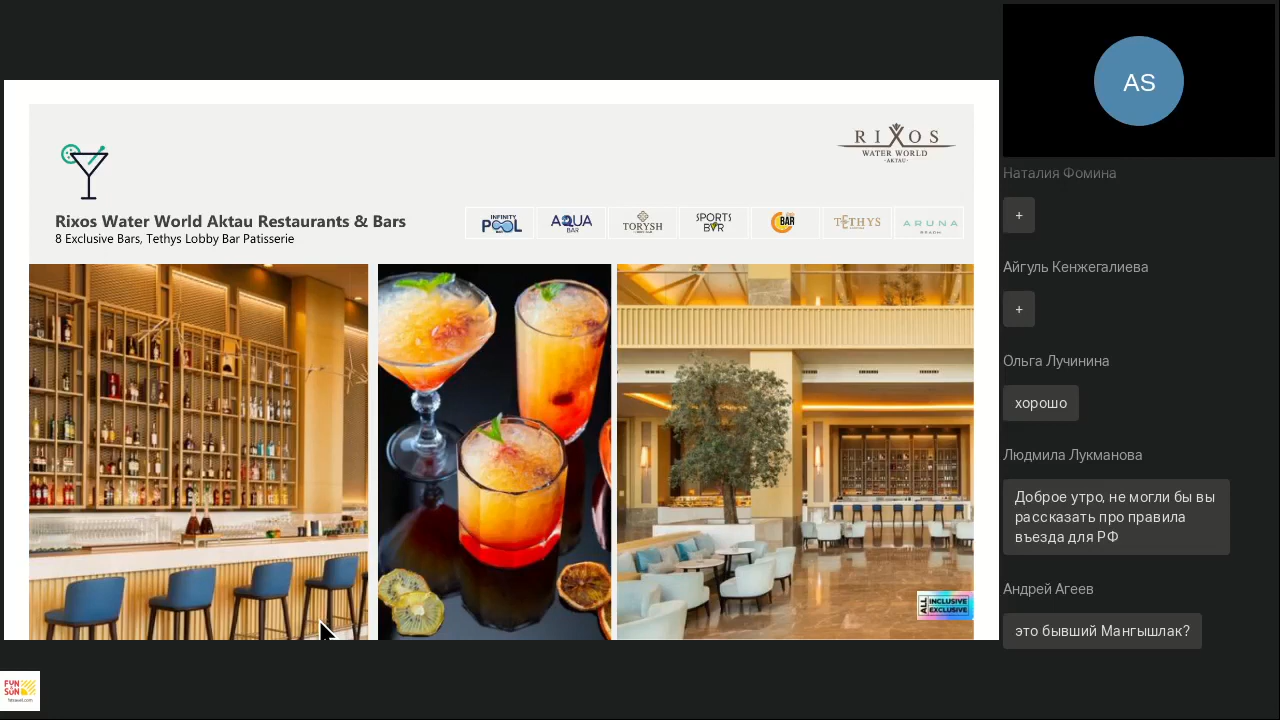 RIXOS
WATER WORLD
·AKTAU·
Rixos Water World Aktau Restaurants & Bars
8 Exclusive Bars, Tethys Lobby Bar Patisserie
INFINITY
POOL
AQUA
BAR
TORYSH
SPORTS
BAR
BAR
TETHYS
ARUNA
BEACH
ALL
INCLUSIVE
EXCLUSIVE
AS
Наталия Фомина
+
Айгуль Кенжегалиева
+
Ольга Лучинина
хорошо
Людмила Лукманова
Доброе утро, не могли бы вы
рассказать про правила
въезда для РФ
Андрей Агеев
это бывший Мангышлак?
FUN
SUN